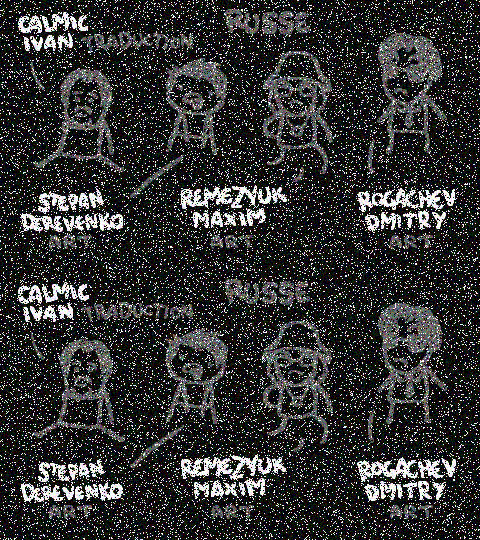 RUSSE
CALMIC
IVAN TRADUCTION
STEPAN
DEREVENKO
ART
REMEZYUK
MAXIM
ART
ROGACHEV
DMITRY
ART
RUSSE
CALMIC
IVAN TRADUCTION
STEPAN
DEREVENKO
ART
REMEZYUK
MAXIM
ART
ROGACHEV
DMITRY
ART